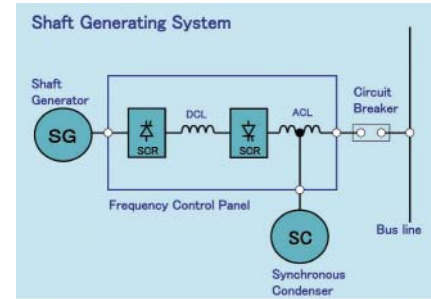 Shaft Generating System
Shaft
Generator
SG
SCR
DCL
SCR
ACL
Circuit
Breaker
Frequency Control Panel
SC
Synchronous
Condenser
Bus line